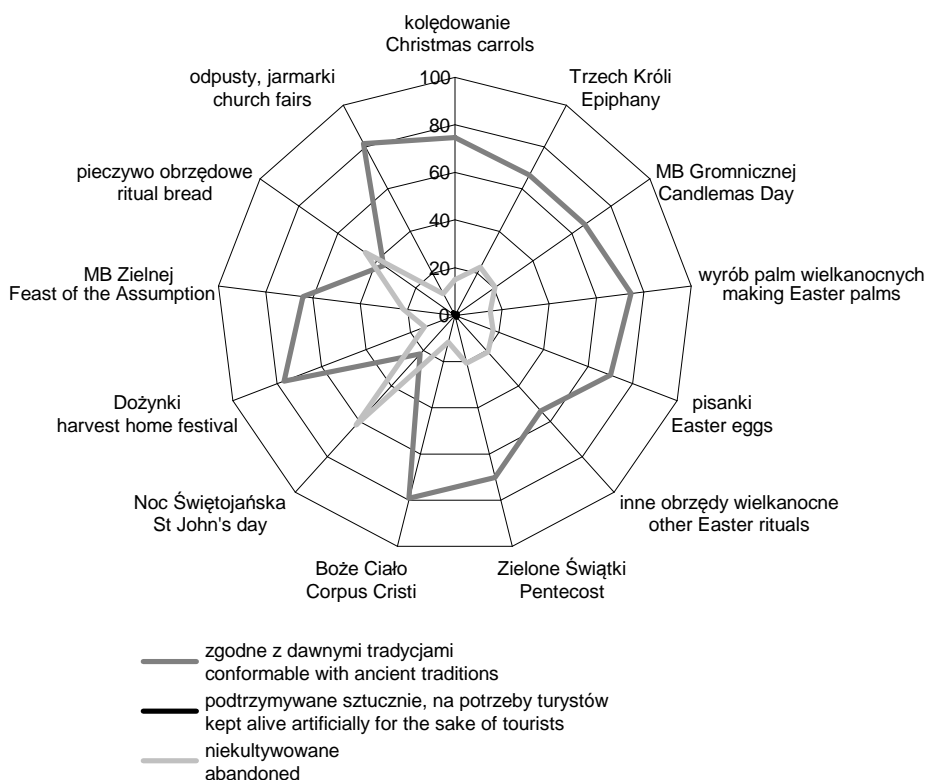 kolędowanie
Christmas carrols
Trzech Króli
Epiphany
MB Gromnicznej
Candlemas Day
wyrób palm wielkanocnych
making Easter palms
pisanki
Easter eggs
inne obrzędy wielkanocne
other Easter rituals
Zielone Świątki
Pentecost
Boże Ciało
Corpus Cristi
Noc Świętojańska
St John's day
Dożynki
harvest home festival
MB Zielnej
Feast of the Assumption
pieczywo obrzędowe
ritual bread
odpusty, jarmarki
church fairs
100
80
60
40
20
0
zgodne z dawnymi tradycjami
conformable with ancient traditions
podtrzymywane sztucznie, na potrzeby turystów
kept alive artificially for the sake of tourists
niekultywowane
abandoned